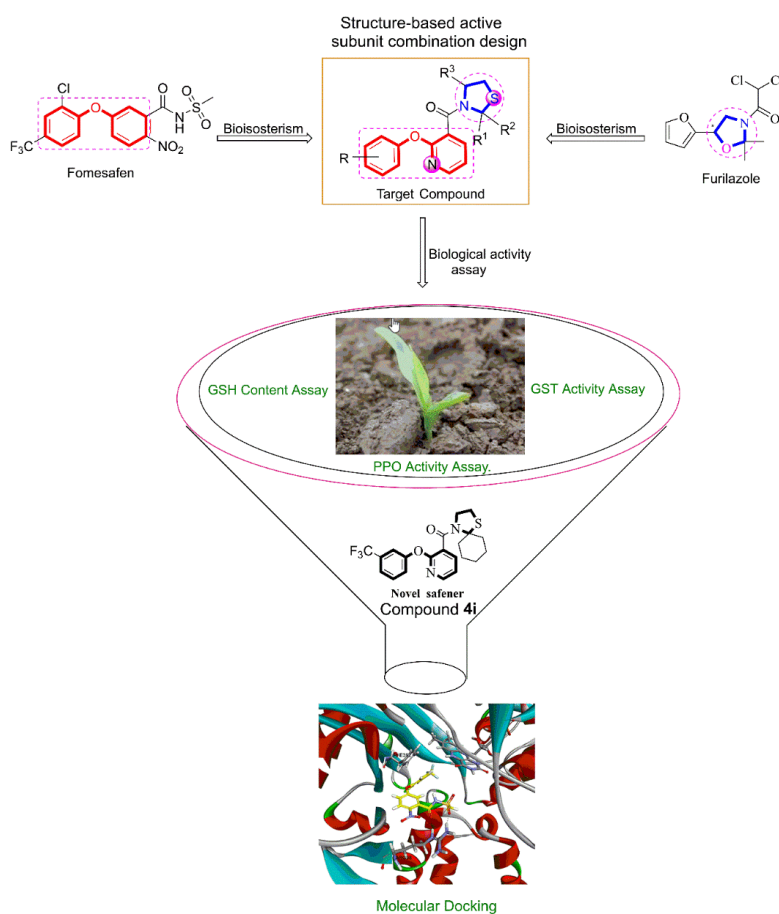 Structure-based active
subunit combination design
Cl
O
O
N
H
S
O
O
F₃C
NO₂
Fomesafen
Bioisosterism
R³
S
N
O
R¹
R²
O
R
N
Target Compound
Bioisosterism
Cl
Cl
O
N
O
O
Furilazole
Biological activity
assay
GSH Content Assay
GST Activity Assay
PPO Activity Assay.
F₃C
O
O
N
S
N
Novel safener
Compound 4i
Molecular Docking